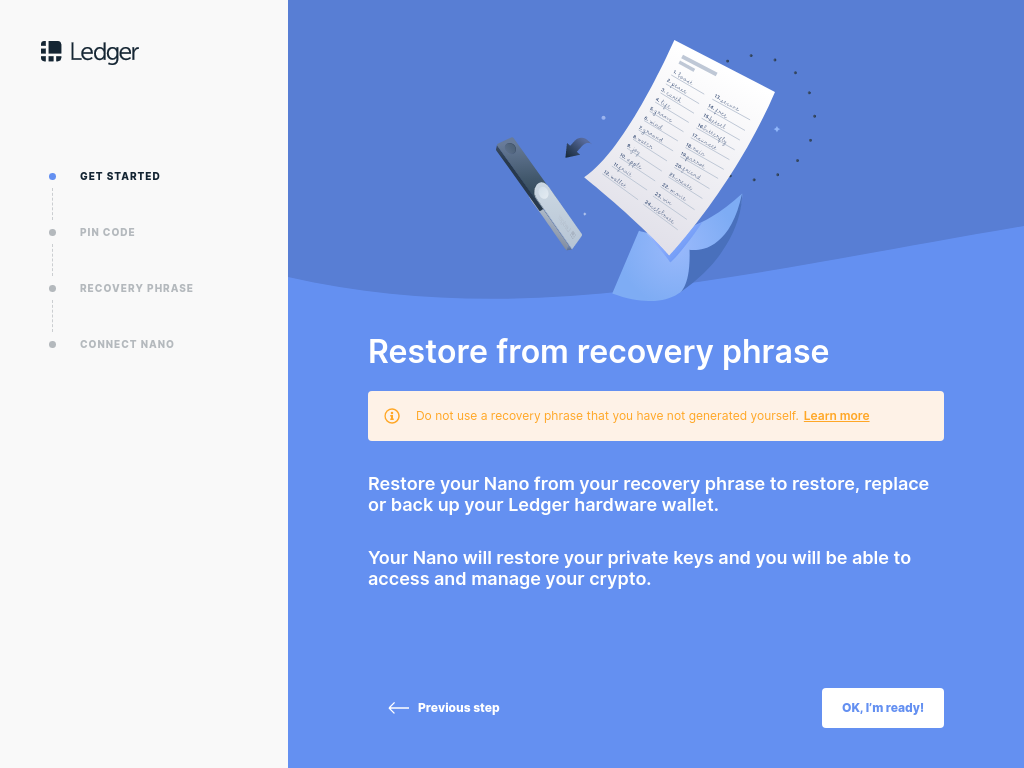 Ledger
GET STARTED
PIN CODE
RECOVERY PHRASE
CONNECT NANO
Restore from recovery phrase
Do not use a recovery phrase that you have not generated yourself. Learn more
Restore your Nano from your recovery phrase to restore, replace
or back up your Ledger hardware wallet.
Your Nano will restore your private keys and you will be able to
access and manage your crypto.
Previous step
OK, I'm ready!